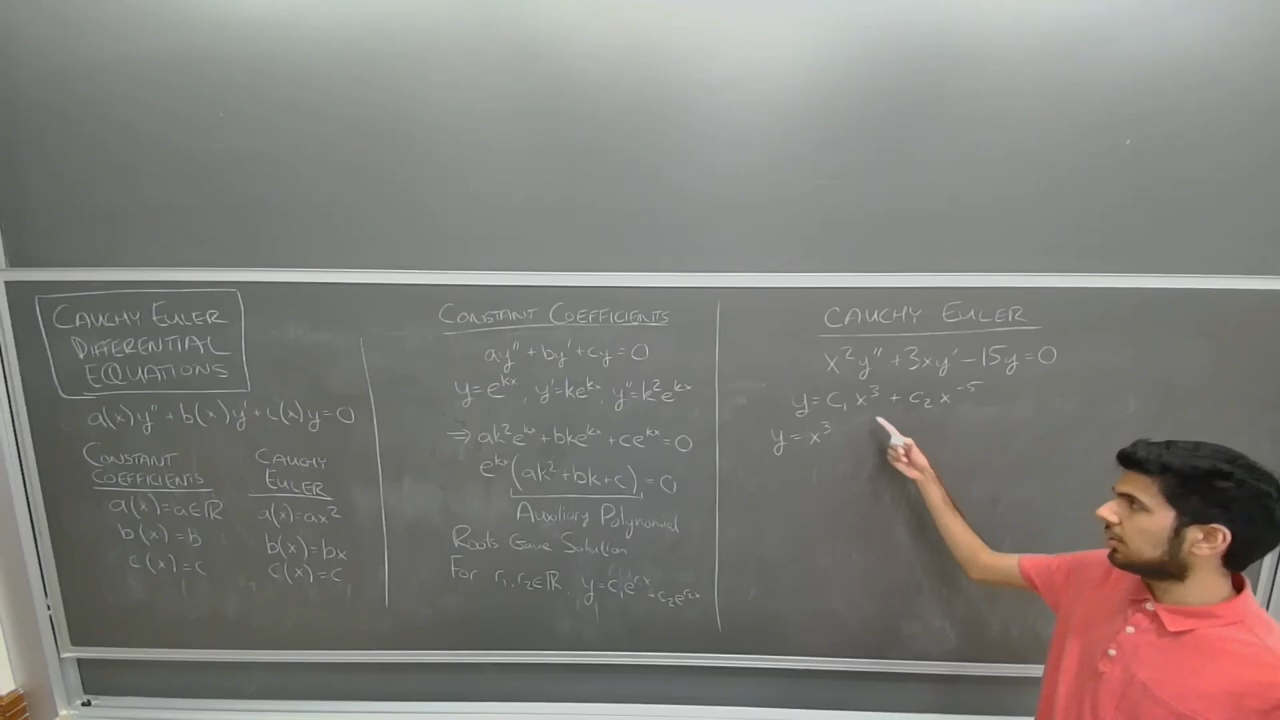 CAUCHY EULER
DIFFERENTIAL
EQUATIONS
a(x)y'' + b(x)y' + c(x)y = 0
CONSTANT
COEFFICIENTS
a(x) = a ∈ ℝ
b(x) = B
c(x) = c
CAUCHY
EULER
a(x) = ax²
b(x) = bx
c(x) = c
CONSTANT COEFFICIENTS
ay'' + by' + cy = 0
y = e^{kx}, y' = ke^{kx}, y'' = k²e^{kx}
⇒ ak²e^{kx} + bke^{kx} + ce^{kx} = 0
e^{kx}(ak² + bk + c) = 0
Auxiliary Polynomial
Roots Gave Solution
For r₁, r₂ ∈ ℝ, y = c₁e^{r₁x} + c₂e^{r₂x}
CAUCHY EULER
x²y'' + 3xy' − 15y = 0
y = c₁x³ + c₂x⁻⁵
y = x³